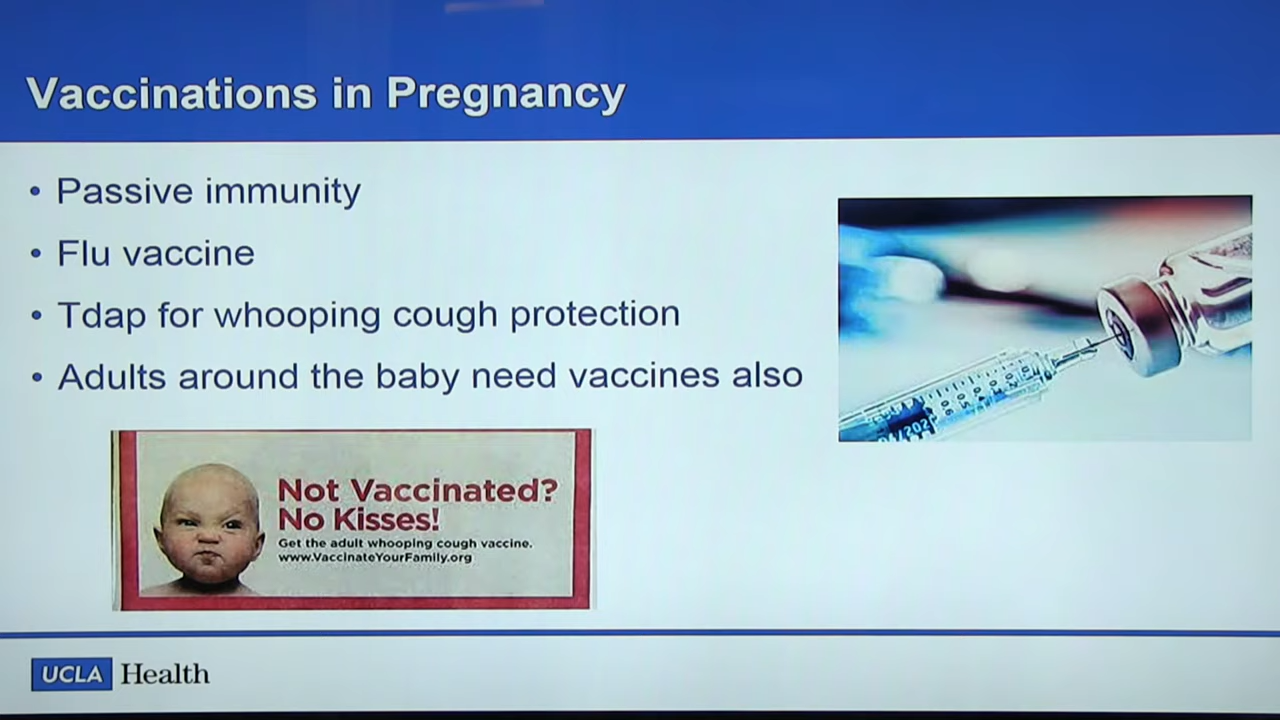 Vaccinations in Pregnancy
• Passive immunity
• Flu vaccine
• Tdap for whooping cough protection
• Adults around the baby need vaccines also
Not Vaccinated?
No Kisses!
Get the adult whooping cough vaccine.
www.VaccinateYourFamily.org
UCLA Health